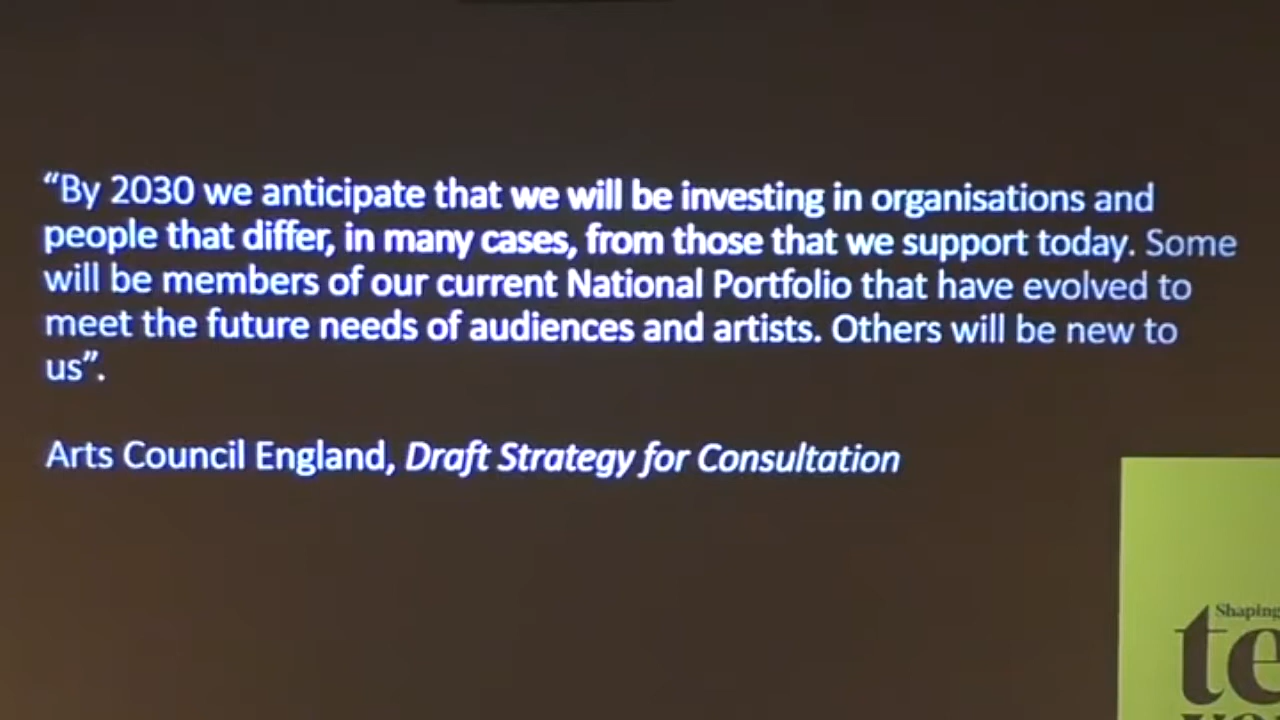 “By 2030 we anticipate that we will be investing in organisations and
people that differ, in many cases, from those that we support today. Some
will be members of our current National Portfolio that have evolved to
meet the future needs of audiences and artists. Others will be new to
us”.
Arts Council England, Draft Strategy for Consultation
Shaping
te